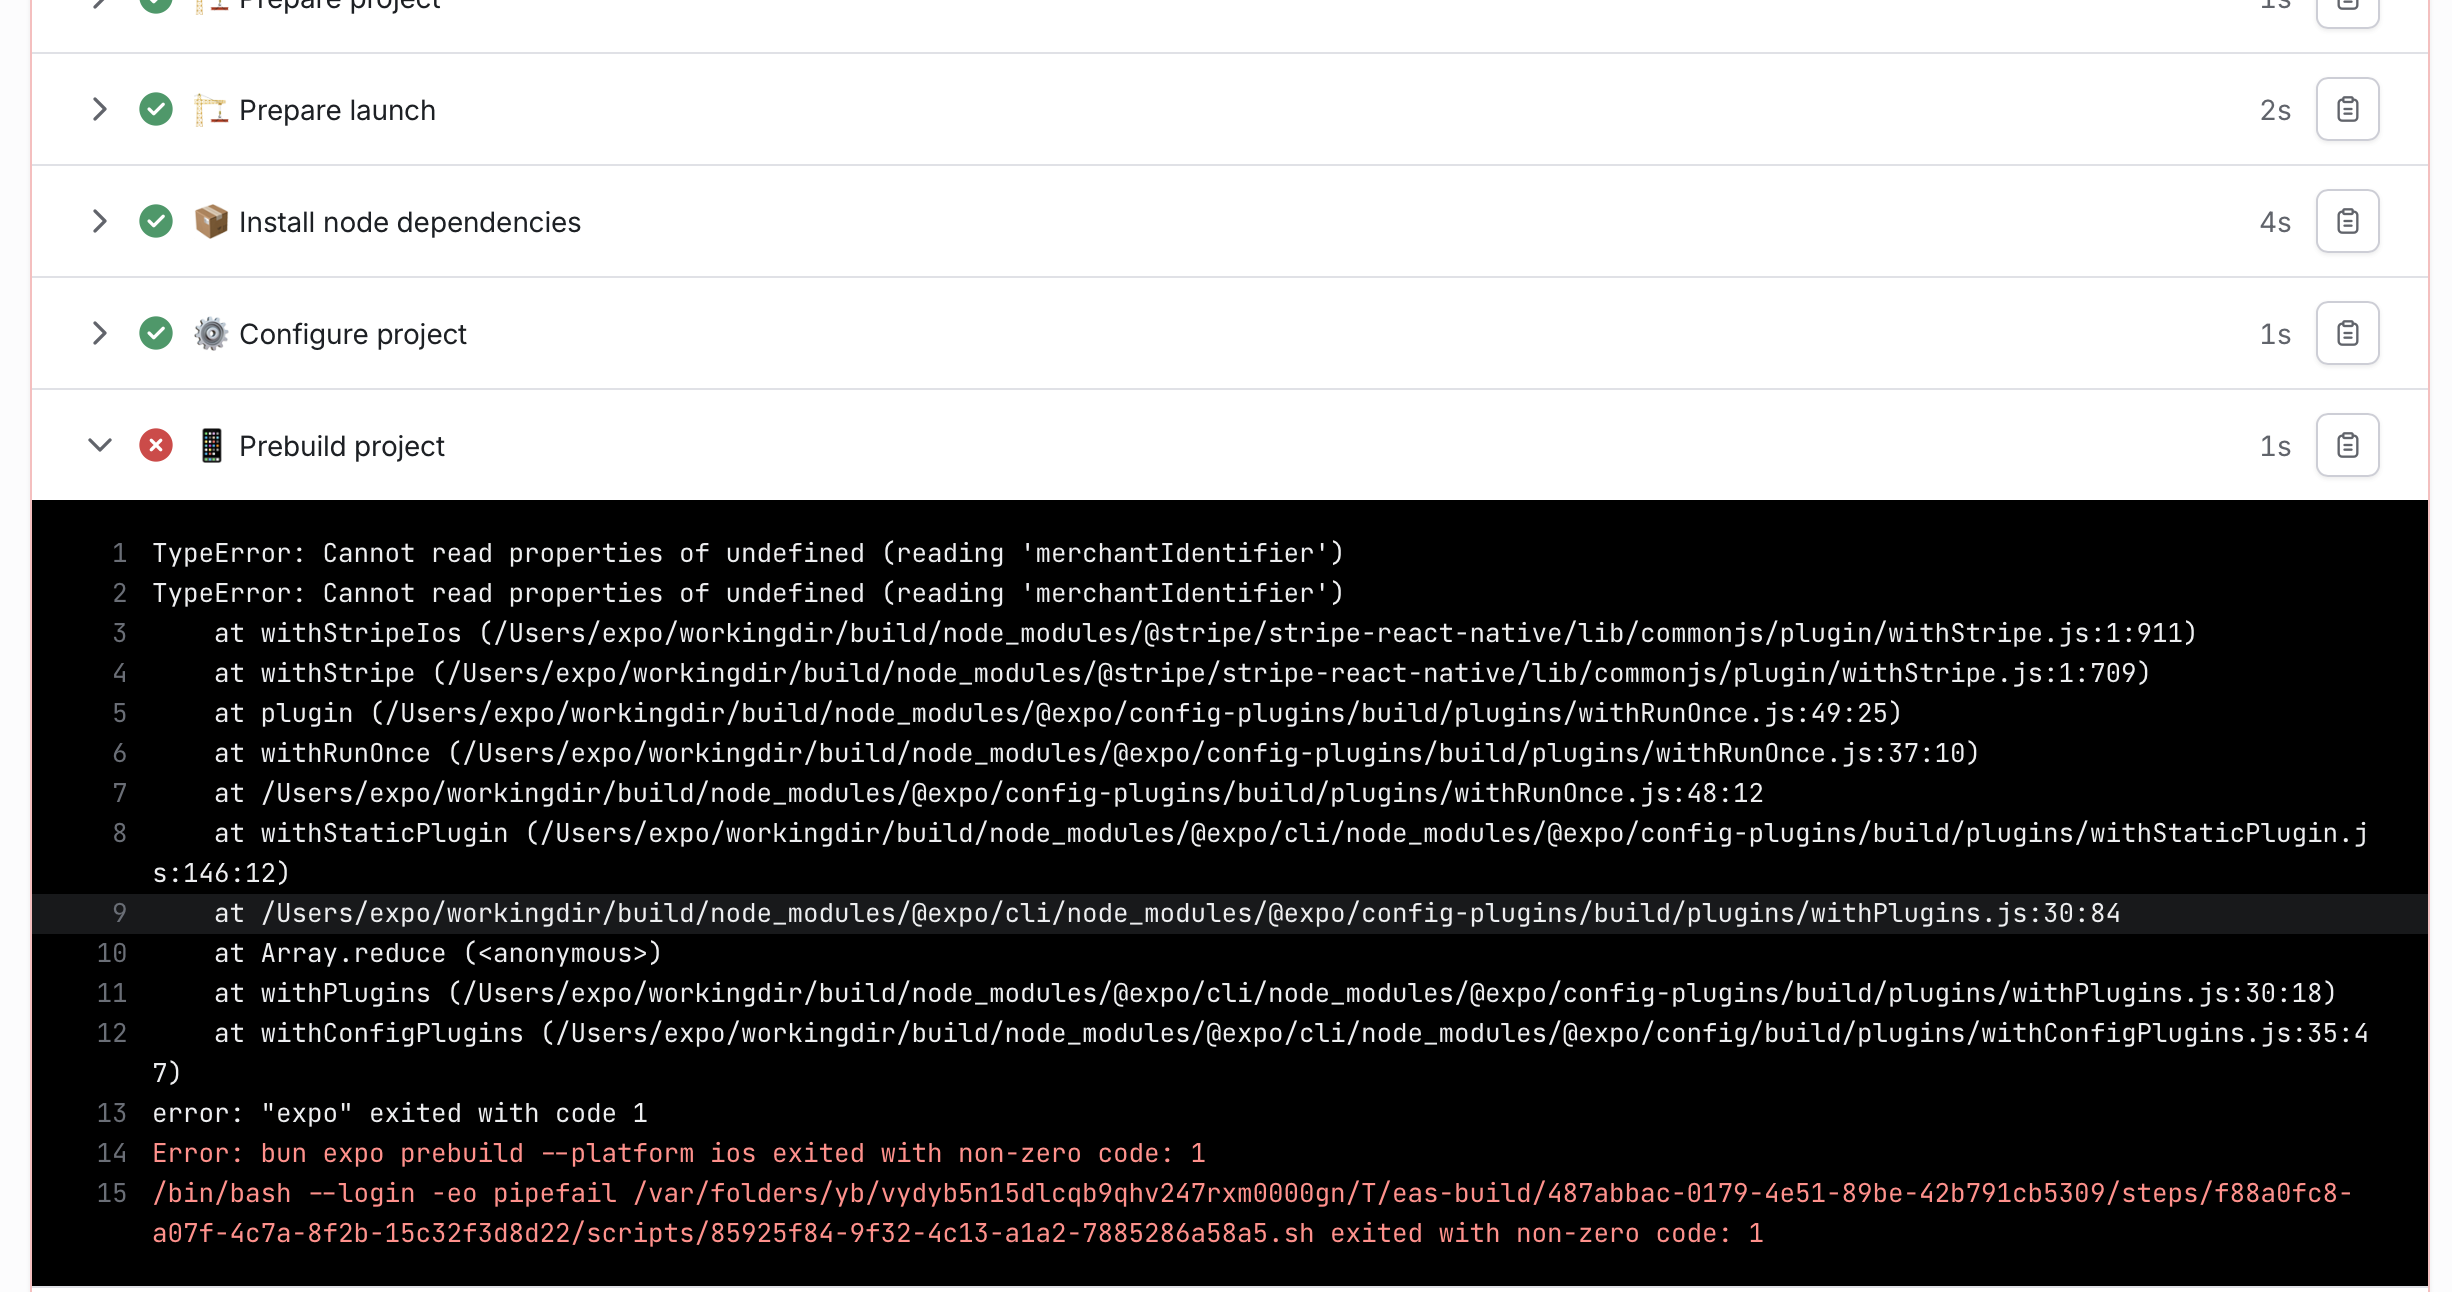 Prepare project 1s
Prepare launch 2s
Install node dependencies 4s
Configure project 1s
Prebuild project 1s
1 TypeError: Cannot read properties of undefined (reading 'merchantIdentifier')
2 TypeError: Cannot read properties of undefined (reading 'merchantIdentifier')
3     at withStripeIos (/Users/expo/workingdir/build/node_modules/@stripe/stripe-react-native/lib/commonjs/plugin/withStripe.js:1:911)
4     at withStripe (/Users/expo/workingdir/build/node_modules/@stripe/stripe-react-native/lib/commonjs/plugin/withStripe.js:1:709)
5     at plugin (/Users/expo/workingdir/build/node_modules/@expo/config-plugins/build/plugins/withRunOnce.js:49:25)
6     at withRunOnce (/Users/expo/workingdir/build/node_modules/@expo/config-plugins/build/plugins/withRunOnce.js:37:10)
7     at /Users/expo/workingdir/build/node_modules/@expo/config-plugins/build/plugins/withRunOnce.js:48:12
8     at withStaticPlugin (/Users/expo/workingdir/build/node_modules/@expo/cli/node_modules/@expo/config-plugins/build/plugins/withStaticPlugin.j
s:146:12)
9     at /Users/expo/workingdir/build/node_modules/@expo/cli/node_modules/@expo/config-plugins/build/plugins/withPlugins.js:30:84
10     at Array.reduce (<anonymous>)
11     at withPlugins (/Users/expo/workingdir/build/node_modules/@expo/cli/node_modules/@expo/config-plugins/build/plugins/withPlugins.js:30:18)
12     at withConfigPlugins (/Users/expo/workingdir/build/node_modules/@expo/cli/node_modules/@expo/config/build/plugins/withConfigPlugins.js:35:4
7)
13 error: "expo" exited with code 1
14 Error: bun expo prebuild --platform ios exited with non-zero code: 1
15 /bin/bash --login -eo pipefail /var/folders/yb/vydyb5n15dlcqb9qhv247rxm0000gn/T/eas-build/487abbac-0179-4e51-89be-42b791cb5309/steps/f88a0fc8-
a07f-4c7a-8f2b-15c32f3d8d22/scripts/85925f84-9f32-4c13-a1a2-7885286a58a5.sh exited with non-zero code: 1